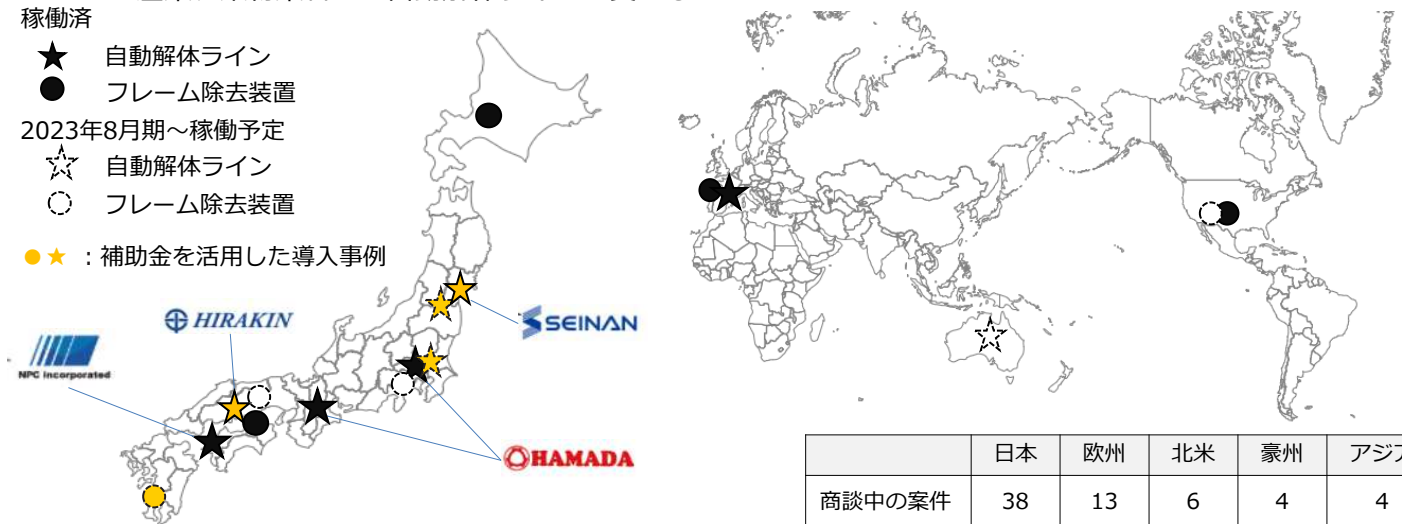 稼働済
★ 自動解体ライン
● フレーム除去装置
2023年8月期～稼働予定
☆ 自動解体ライン
○ フレーム除去装置
●★ ：補助金を活用した導入事例
HIRAKIN
SEINAN
NPC Incorporated
HAMADA
日本 欧州 北米 豪州 アジア
商談中の案件 38 13 6 4 4